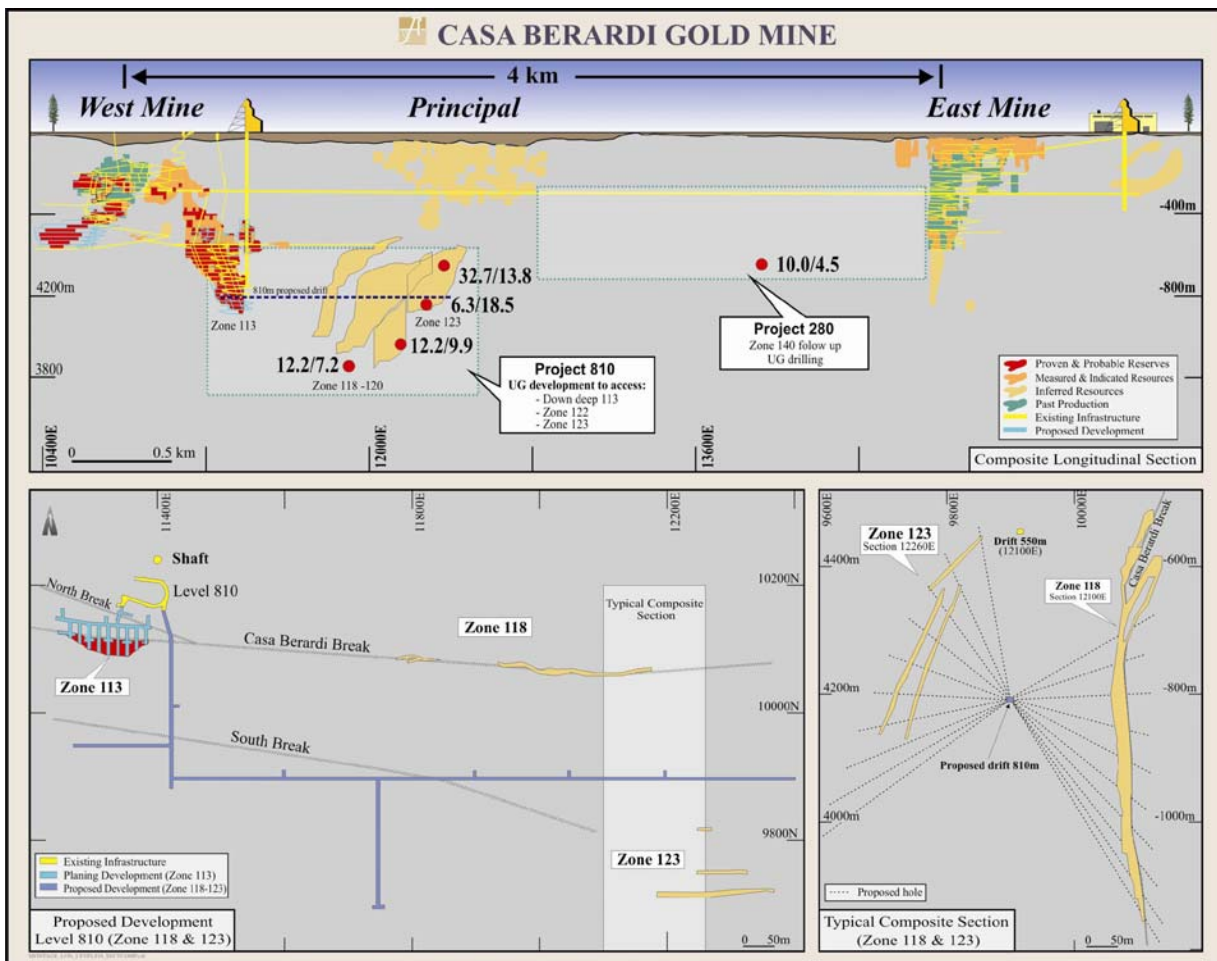 CASA BERARDI GOLD MINE
4 km
West Mine
Principal
East Mine
-400m
-800m
4200m
3800m
810m proposed drift
Zone 113
32.7/13.8
6.3/18.5
Zone 123
12.2/9.9
12.2/7.2
Zone 118 -120
10.0/4.5
Project 280
Zone 140 folow up
UG drilling
Project 810
UG development to access:
- Down deep 113
- Zone 122
- Zone 123
Proven & Probable Reserves
Measured & Indicated Resources
Inferred Resources
Past Production
Existing Infrastructure
Proposed Development
10400E
0 0.5 km
12000E
13600E
Composite Longitudinal Section
11400E
11800E
12200E
Shaft
Level 810
North Break
10200N
Typical Composite
Section
Zone 118
Casa Berardi Break
Zone 113
10000N
South Break
9800N
Zone 123
Existing Infrastructure
Planing Development (Zone 113)
Proposed Development (Zone 118-123)
Proposed Development
Level 810 (Zone 118 & 123)
0 50m
9600E
9800E
10000E
Zone 123
Section 12260E
Drift 550m
(12100E)
Casa Berardi Break
4400m
-600m
Zone 118
Section 12100E
4200m
-800m
Proposed drift 810m
4000m
-1000m
Proposed hole
Typical Composite Section
(Zone 118 & 123)
0 50m